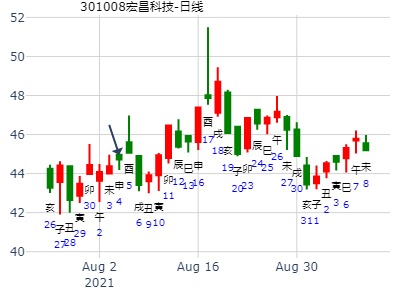 301008宏昌科技-日线
52
50
48
46
44
42
40
亥
26
子
27
丑
28
寅
29
卯
30
午
2
未
3
申
4
酉
5
戌
6
丑
9
寅
10
卯
11
辰
12
巳
13
申
16
酉
17
戌
18
亥
19
子
20
卯
23
辰
24
巳
25
午
26
未
27
戌
30
亥
31
子
1
丑
2
寅
3
巳
6
午
7
未
8
Aug 2
2021
Aug 16
Aug 30